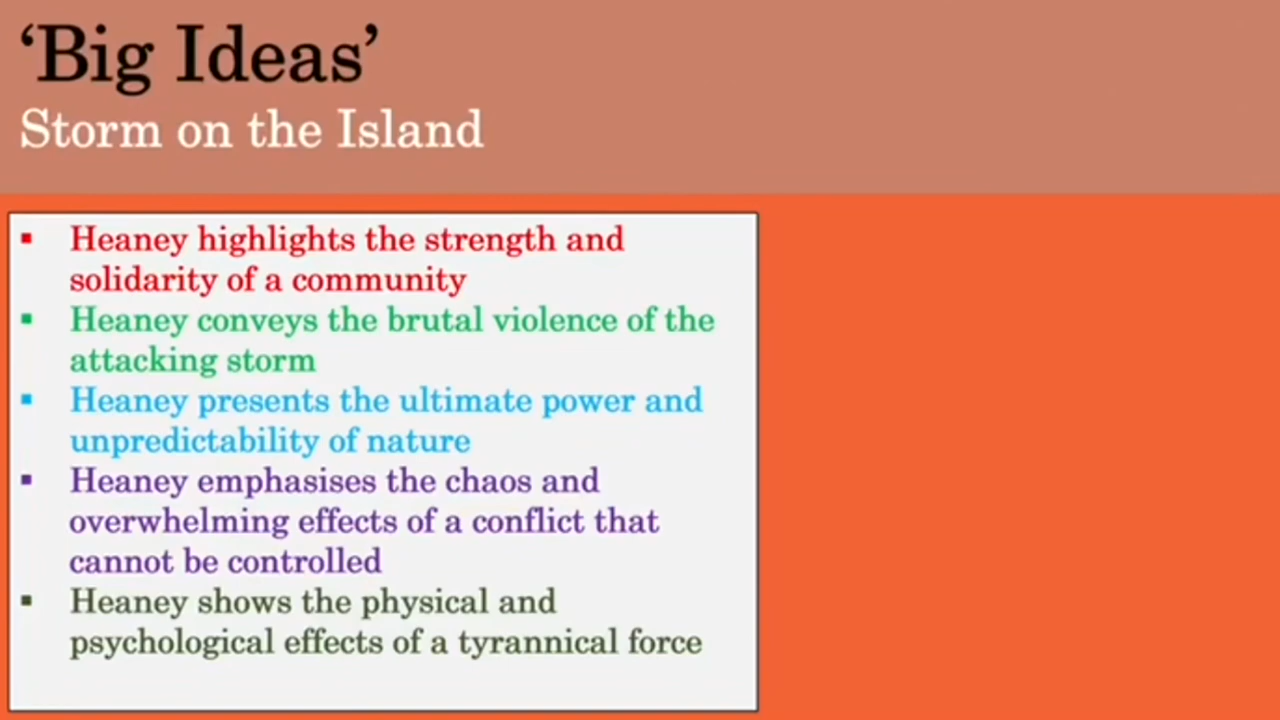 ‘Big Ideas’
Storm on the Island
▪ Heaney highlights the strength and
solidarity of a community
▪ Heaney conveys the brutal violence of the
attacking storm
▪ Heaney presents the ultimate power and
unpredictability of nature
▪ Heaney emphasises the chaos and
overwhelming effects of a conflict that
cannot be controlled
▪ Heaney shows the physical and
psychological effects of a tyrannical force